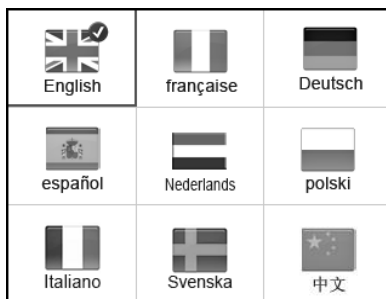 English
française
Deutsch
español
Nederlands
polski
Italiano
Svenska
中文